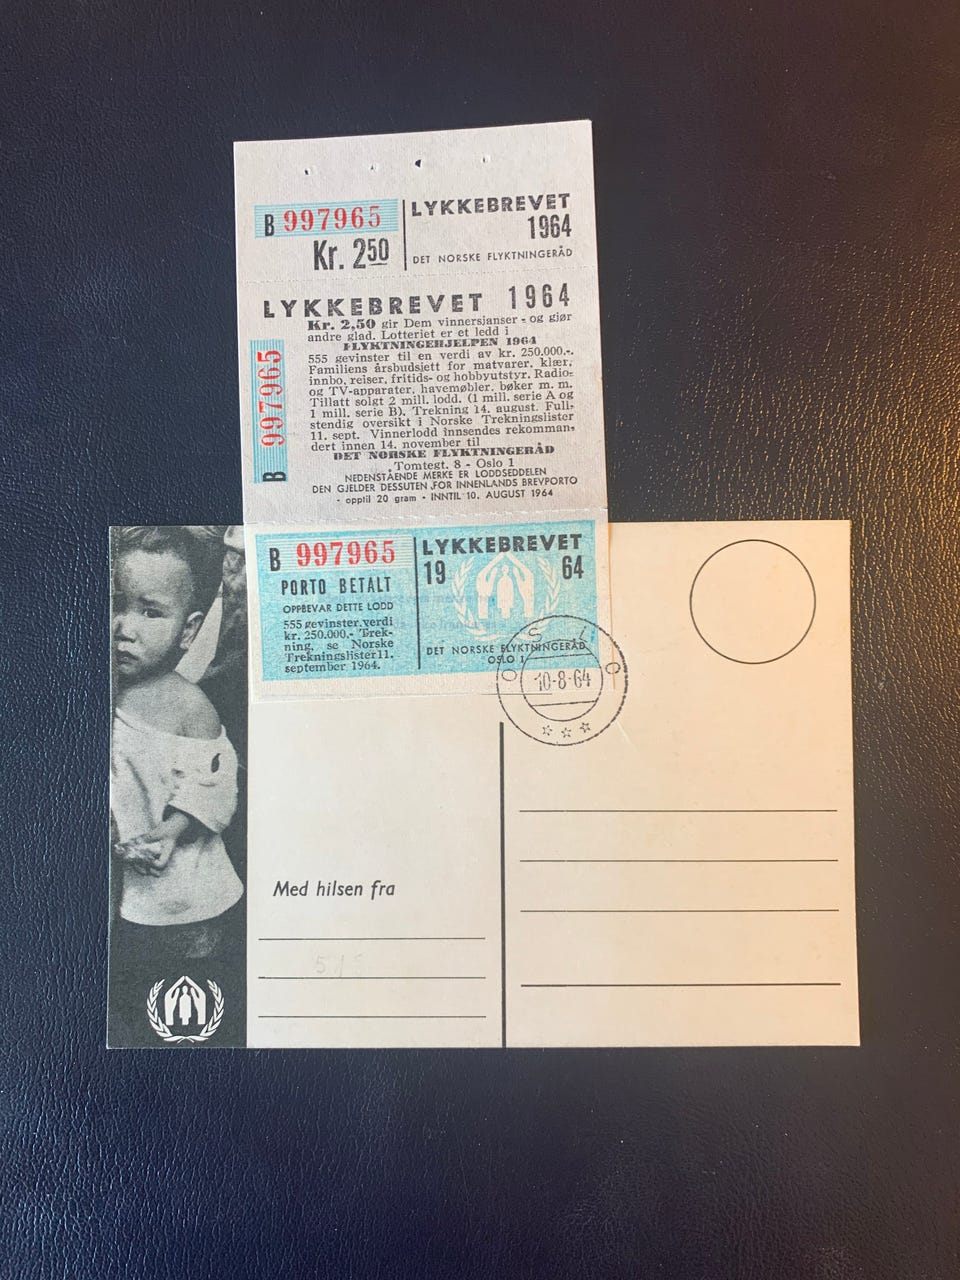 B 997965
Kr. 2,50
LYKKEBREVET
1964
DET NORSKE FLYKTNINGERÅD
LYKKEBREVET 1964
Kr. 2,50 gir Dem vinnersjanser - og gjør
andre glad. Lotteriet er et ledd i
FLYKTNINGEHJELPEN 1964
555 gevinster til en verdi av kr. 250.000.-.
Familiens årsbudsjett for matvarer, klær,
innbo, reiser, fritids- og hobbyutstyr. Radio-
og TV-apparater, havemøbler, bøker m. m.
Tillatt solgt 2 mill. lodd. (1 mill. serie A og
1 mill. serie B). Trekning 14. august. Full-
stendig oversikt i Norske Trekningslister
11. sept. Vinnerlodd innsendes rekomman-
dert innen 14. november til
DET NORSKE FLYKTNINGERÅD
Tomtegt. 8 - Oslo 1
NEDENSTÅENDE MERKE ER LODDSEDDELEN
DEN GJELDER DESSUTEN FOR INNENLANDS BREVPORTO
- opptil 20 gram - INNTIL 10. AUGUST 1964
B 997965
B 997965
PORTO BETALT
OPPBEVAR DETTE LODD
555 gevinster, verdi
kr. 250.000,- Trek-
ning, se Norske
Trekningslister 11.
september 1964.
LYKKEBREVET
19 64
DET NORSKE FLYKTNINGERÅD
OSLO 1
OSLO
10-8-64
Med hilsen fra